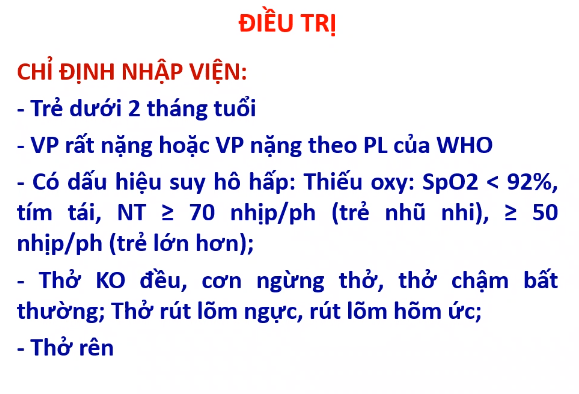 ĐIỀU TRỊ
CHỈ ĐỊNH NHẬP VIỆN:
- Trẻ dưới 2 tháng tuổi
- VP rất nặng hoặc VP nặng theo PL của WHO
- Có dấu hiệu suy hô hấp: Thiếu oxy: SpO2 < 92%,
tím tái, NT ≥ 70 nhịp/ph (trẻ nhũ nhi), ≥ 50
nhịp/ph (trẻ lớn hơn);
- Thở KO đều, cơn ngừng thở, thở chậm bất
thường; Thở rút lõm ngực, rút lõm hõm ức;
- Thở rên